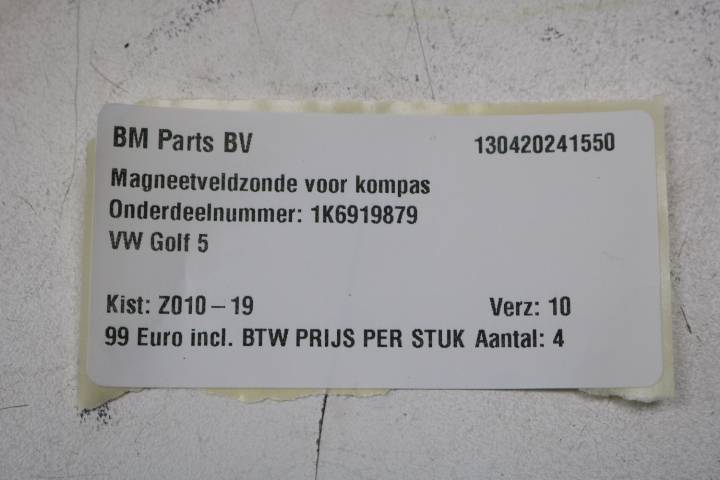 BM Parts BV 130420241550
Magneetveldzonde voor kompas
Onderdeelnummer: 1K6919879
VW Golf 5
Kist: Z010-19 Verz: 10
99 Euro incl. BTW PRIJS PER STUK Aantal: 4